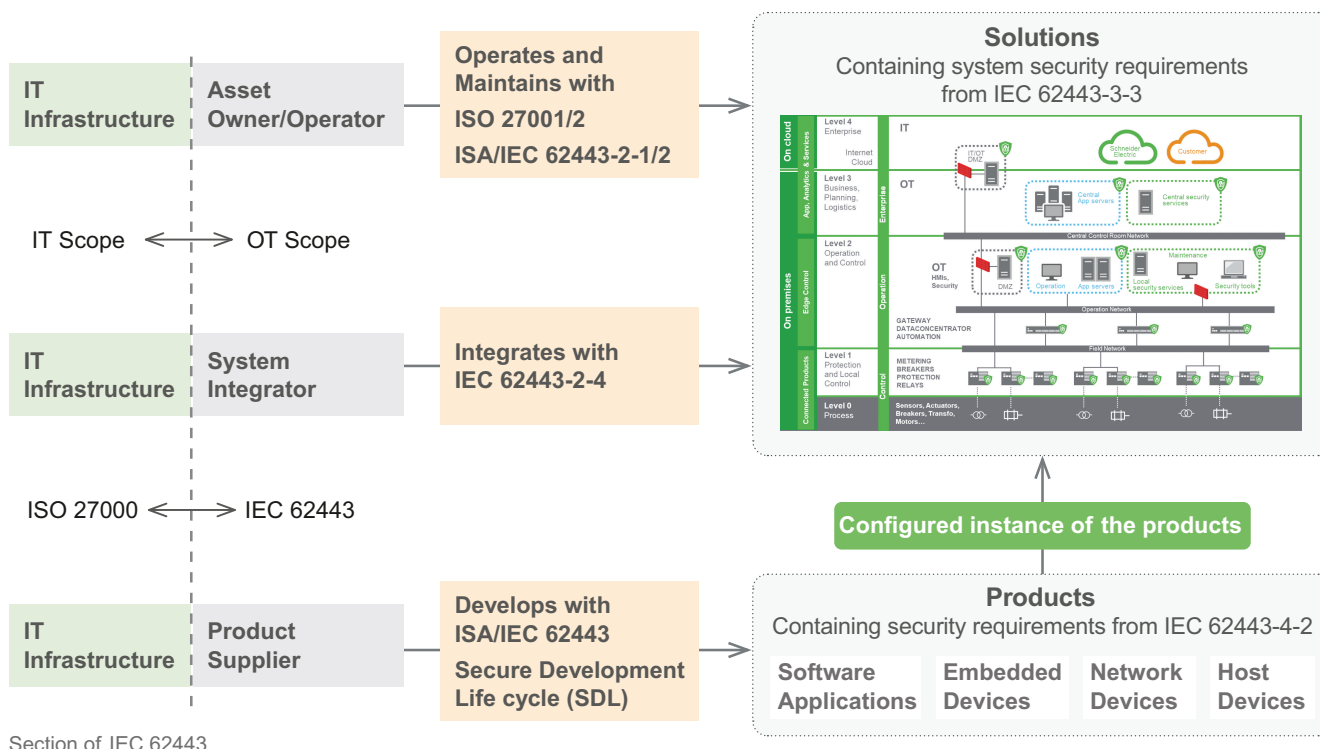 IT
Infrastructure
Asset
Owner/Operator
Operates and
Maintains with
ISO 27001/2
ISA/IEC 62443-2-1/2
Solutions
Containing system security requirements
from IEC 62443-3-3
On cloud
On premises
App, Analytics & Services
Edge Control
Connected Products
Level 4
Enterprise
Internet
Cloud
Level 3
Business,
Planning,
Logistics
Level 2
Operation
and Control
Level 1
Protection
and Local
Control
Level 0
Process
Enterprise
Operation
Control
IT
IT/OT
DMZ
Schneider
Electric
Customer
OT
Central
App servers
Central security
services
Central Control Room Network
OT
HMIs,
Security
DMZ
Operation
App servers
Maintenance
Local
security services
Security tools
Operation Network
GATEWAY
DATACONCENTRATOR
AUTOMATION
Field Network
METERING
BREAKERS
PROTECTION
RELAYS
Sensors, Actuators,
Breakers, Transfo,
Motors...
IT Scope
OT Scope
IT
Infrastructure
System
Integrator
Integrates with
IEC 62443-2-4
ISO 27000
IEC 62443
Configured instance of the products
IT
Infrastructure
Product
Supplier
Develops with
ISA/IEC 62443
Secure Development
Life cycle (SDL)
Products
Containing security requirements from IEC 62443-4-2
Software
Applications
Embedded
Devices
Network
Devices
Host
Devices
Section of IEC 62443